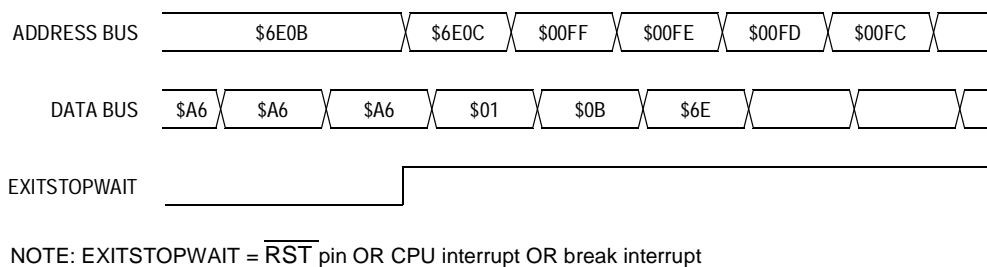 ADDRESS BUS $6E0B $6E0C $00FF $00FE $00FD $00FC
DATA BUS $A6 $A6 $A6 $01 $0B $6E
EXITSTOPWAIT
NOTE: EXITSTOPWAIT = RST pin OR CPU interrupt OR break interrupt